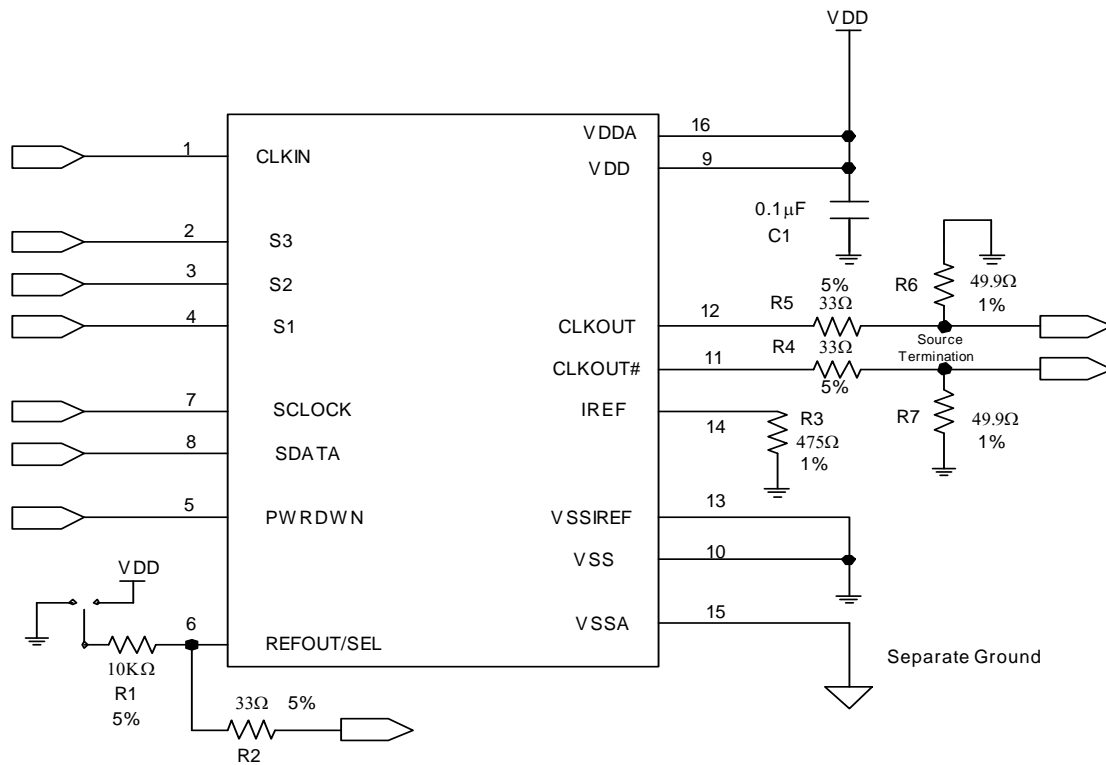 VDD
1
CLKIN
2
S3
3
S2
4
S1
7
SCLOCK
8
SDATA
5
PWRDWN
VDD
6
REFOUT/SEL
10KΩ
R1
5%
33Ω 5%
R2
VDDA
16
VDD
9
0.1μF
C1
CLKOUT
12
R5
5%
33Ω
R6
49.9Ω
1%
Source
Termination
CLKOUT#
11
R4
33Ω
5%
R7
49.9Ω
1%
IREF
14
R3
475Ω
1%
VSSIREF
13
VSS
10
VSSA
15
Separate Ground